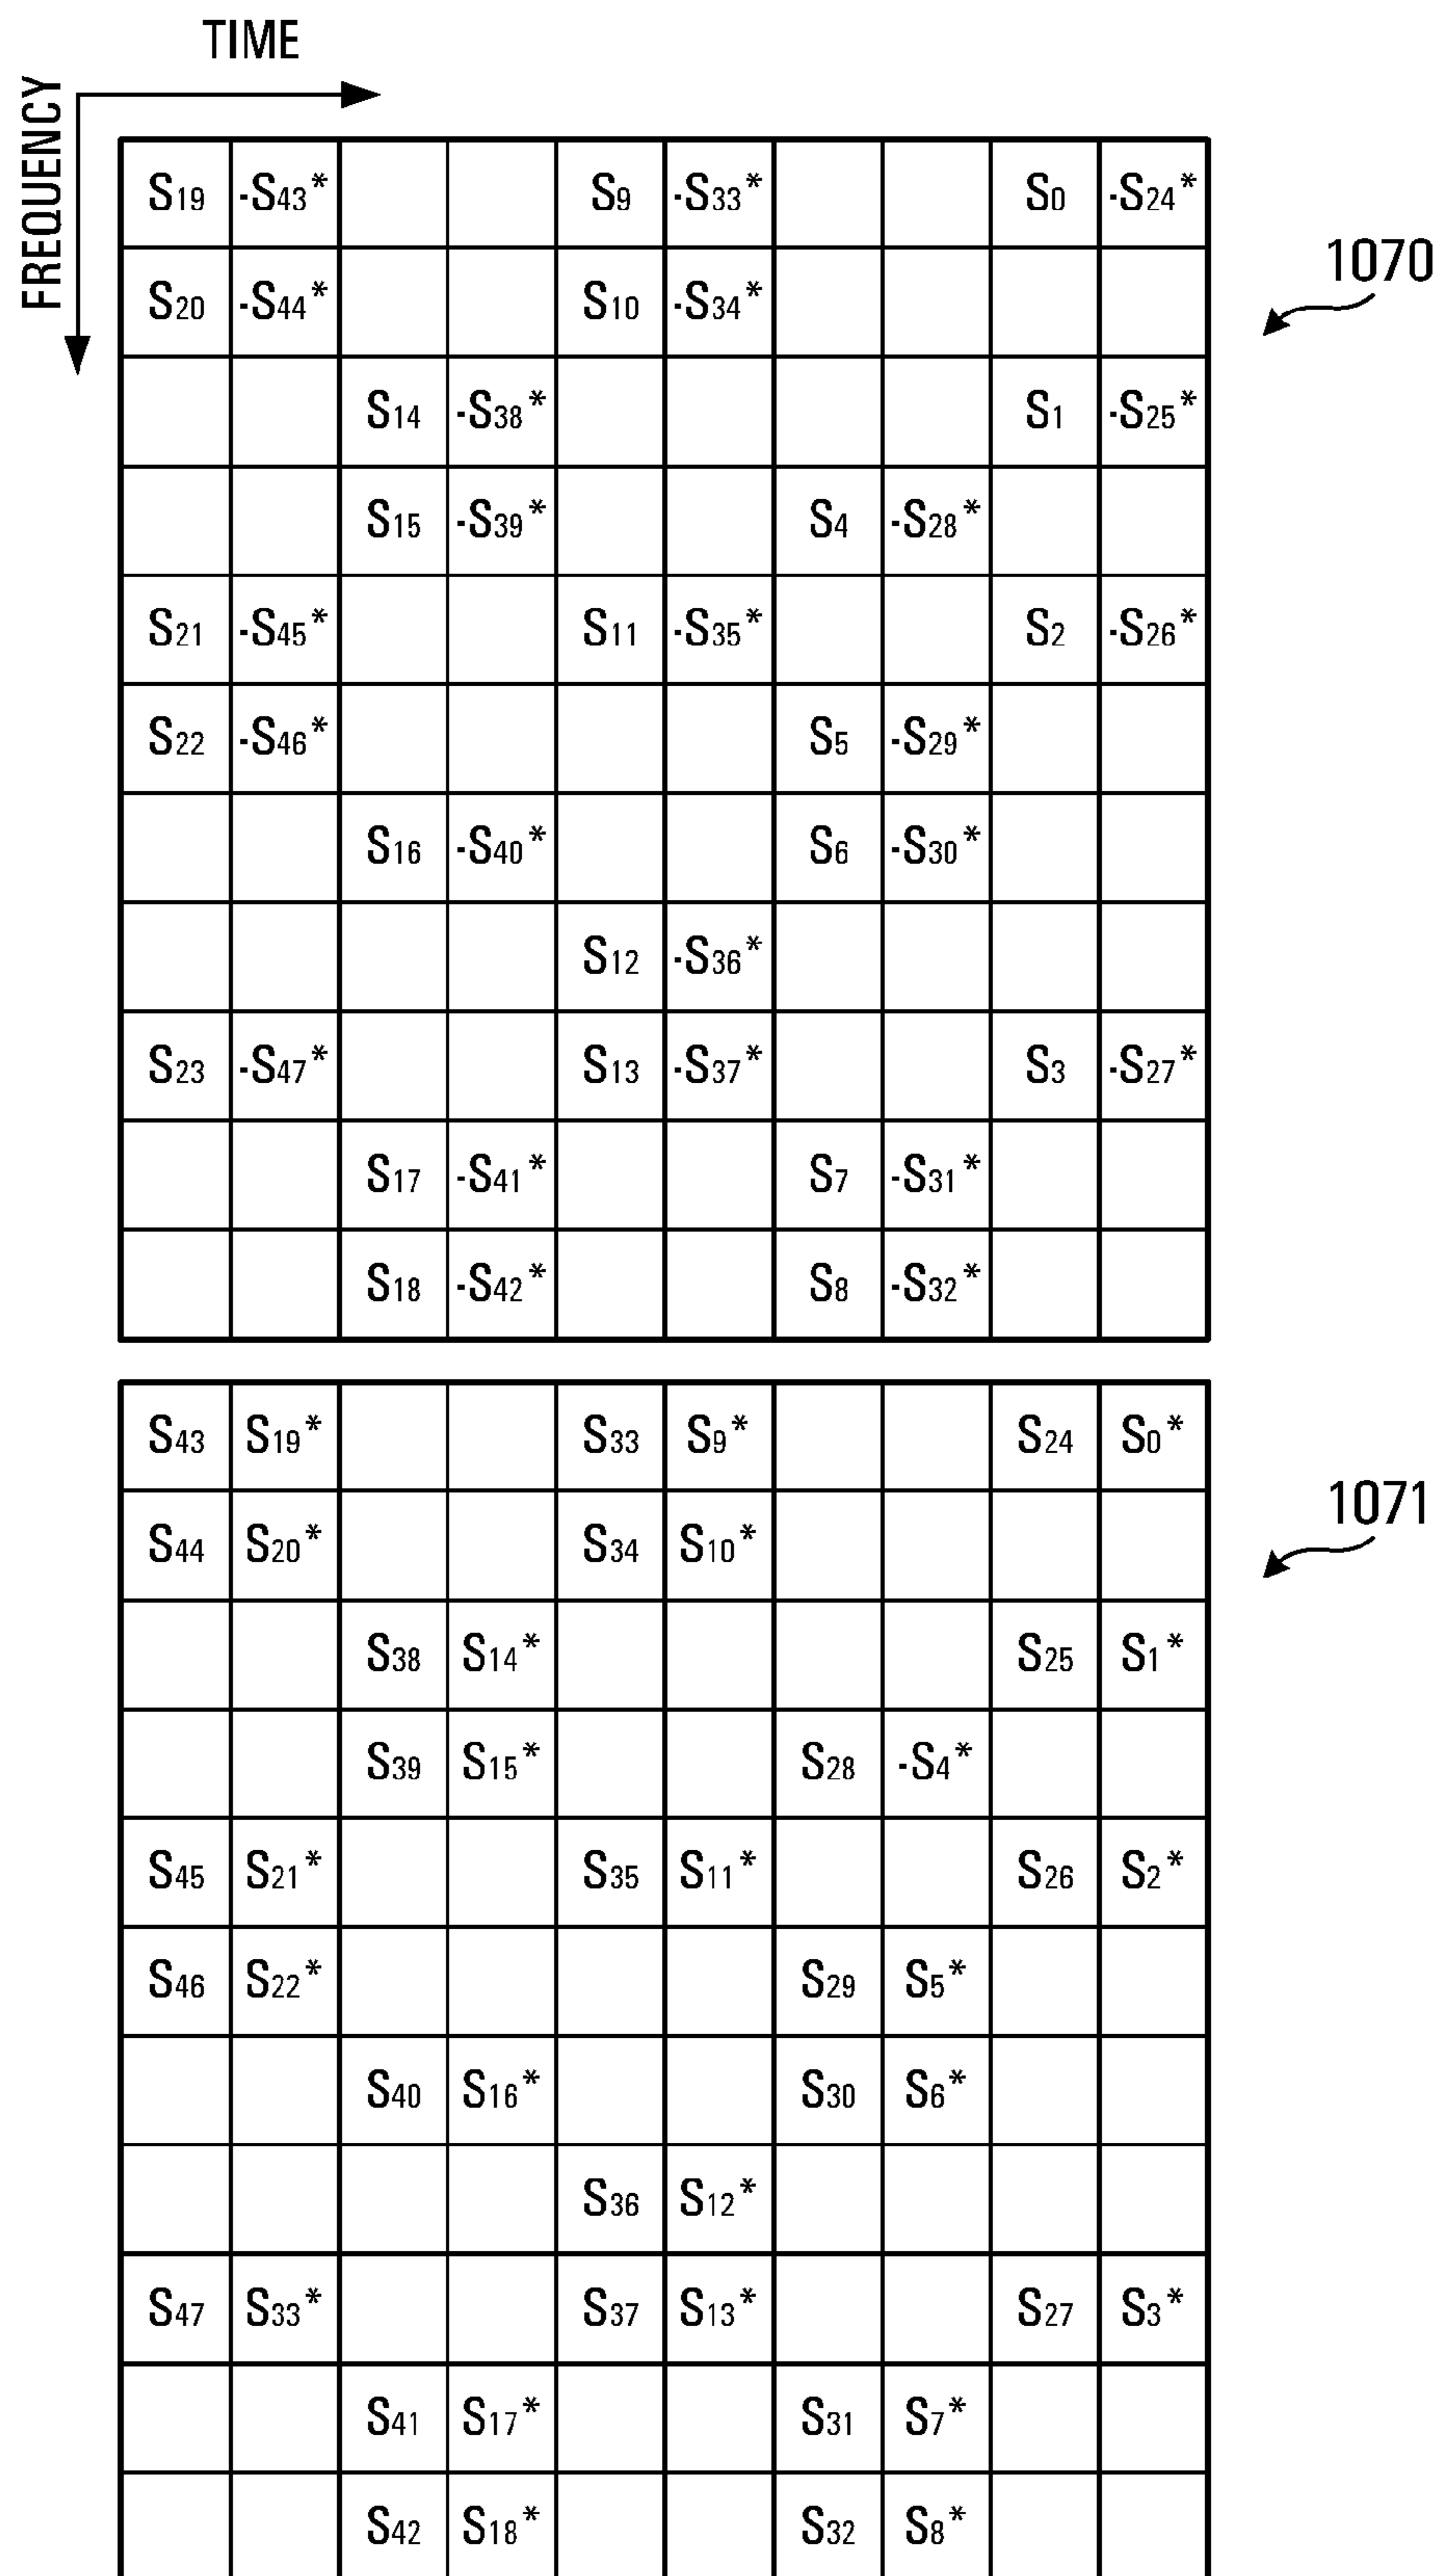 TIME
FREQUENCY
S19 -S43* S9 -S33* S0 -S24*
1070
S20 -S44* S10 -S34*
S14 -S38* S1 -S25*
S15 -S39* S4 -S28*
S21 -S45* S11 -S35* S2 -S26*
S22 -S46* S5 -S29*
S16 -S40* S6 -S30*
S12 -S36*
S23 -S47* S13 -S37* S3 -S27*
S17 -S41* S7 -S31*
S18 -S42* S8 -S32*
S43 S19* S33 S9* S24 S0*
1071
S44 S20* S34 S10*
S38 S14* S25 S1*
S39 S15* S28 -S4*
S45 S21* S35 S11* S26 S2*
S46 S22* S29 S5*
S40 S16* S30 S6*
S36 S12*
S47 S33* S37 S13* S27 S3*
S41 S17* S31 S7*
S42 S18* S32 S8*